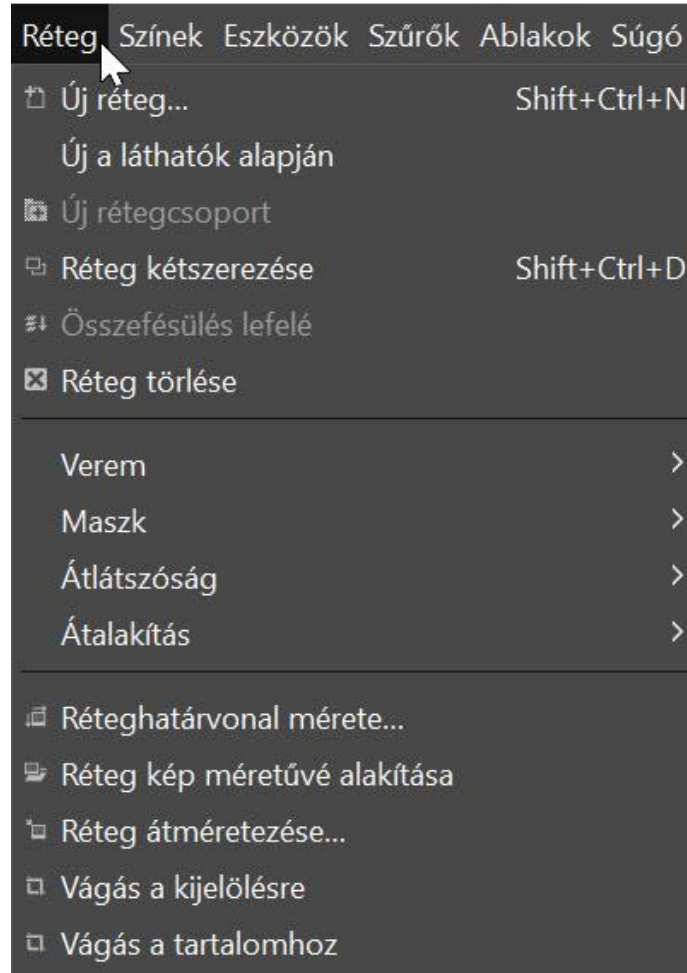 Réteg Színek Eszközök Szűrők Ablakok Súgó
Új réteg... Shift+Ctrl+N
Új a láthatók alapján
Új rétegcsoport
Réteg kétszerezése Shift+Ctrl+D
Összefésülés lefelé
Réteg törlése
Verem
Maszk
Átlátszóság
Átalakítás
Réteghatárvonal mérete...
Réteg kép méretűvé alakítása
Réteg átméretezése...
Vágás a kijelölésre
Vágás a tartalomhoz